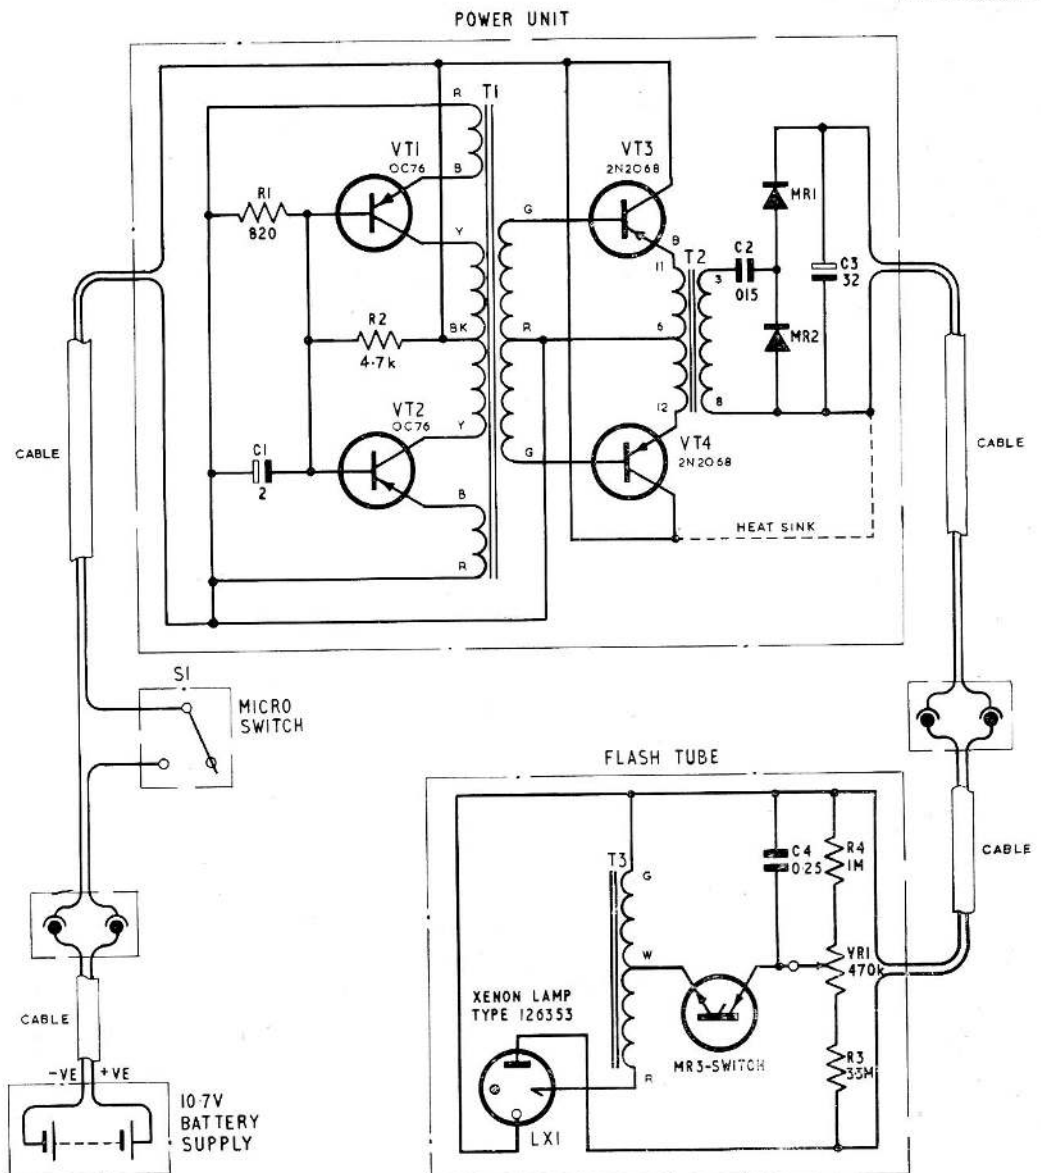 POWER UNIT
R
T1
VT1
OC76
VT3
2N2068
MR1
R1
820
B
G
Y
B
11
T2
3
C2
015
C3
32
R2
4·7k
BK
R
6
MR2
CABLE
VT2
OC76
Y
12
8
VT4
2N2068
CABLE
C1
2
G
B
HEAT SINK
R
S1
MICRO
SWITCH
FLASH TUBE
CABLE
T3
G
C4
0·25
R4
1M
W
VR1
470k
XENON LAMP
TYPE 126353
CABLE
MR3-SWITCH
R3
3·3M
R
-VE
+VE
10·7V
BATTERY
SUPPLY
LX1